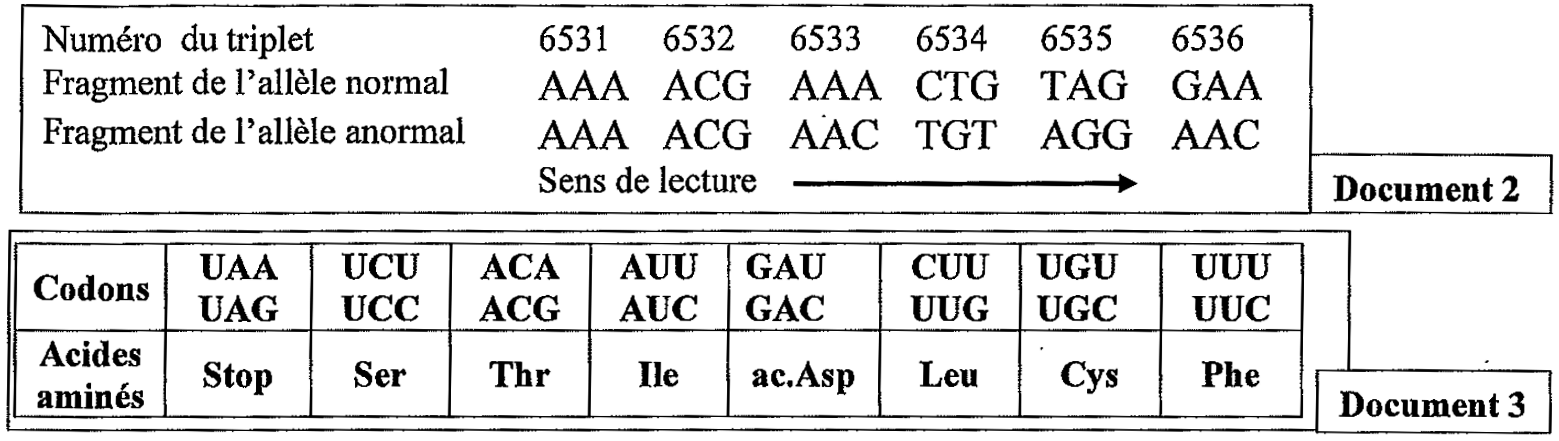 Numéro du triplet 6531 6532 6533 6534 6535 6536
Fragment de l'allèle normal AAA ACG AAA CTG TAG GAA
Fragment de l'allèle anormal AAA ACG AAC TGT AGG AAC
Sens de lecture
Document 2
Codons UAA UAG UCU UCC ACA ACG AUU AUC GAU GAC CUU UUG UGU UGC UUU UUC
Acides aminés Stop Ser Thr Ile ac.Asp Leu Cys Phe
Document 3